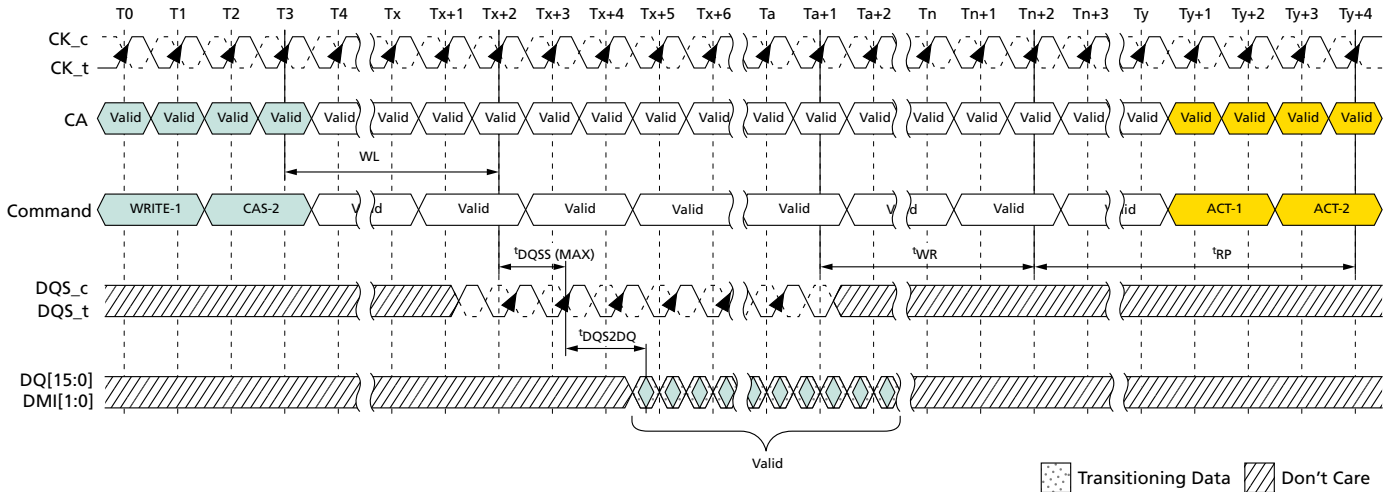 T0 T1 T2 T3 T4 Tx Tx+1 Tx+2 Tx+3 Tx+4 Tx+5 Tx+6 Ta Ta+1 Ta+2 Tn Tn+1 Tn+2 Tn+3 Ty Ty+1 Ty+2 Ty+3 Ty+4
CK_c
CK_t
CA Valid Valid Valid Valid Valid Valid Valid Valid Valid Valid Valid Valid Valid Valid Valid Valid Valid Valid Valid Valid Valid Valid Valid Valid
WL
Command WRITE-1 CAS-2 Valid Valid Valid Valid Valid Valid Valid Valid ACT-1 ACT-2
tDQSS (MAX) tWR tRP
DQS_c
DQS_t
tDQS2DQ
DQ[15:0]
DMI[1:0]
Valid
Transitioning Data Don't Care